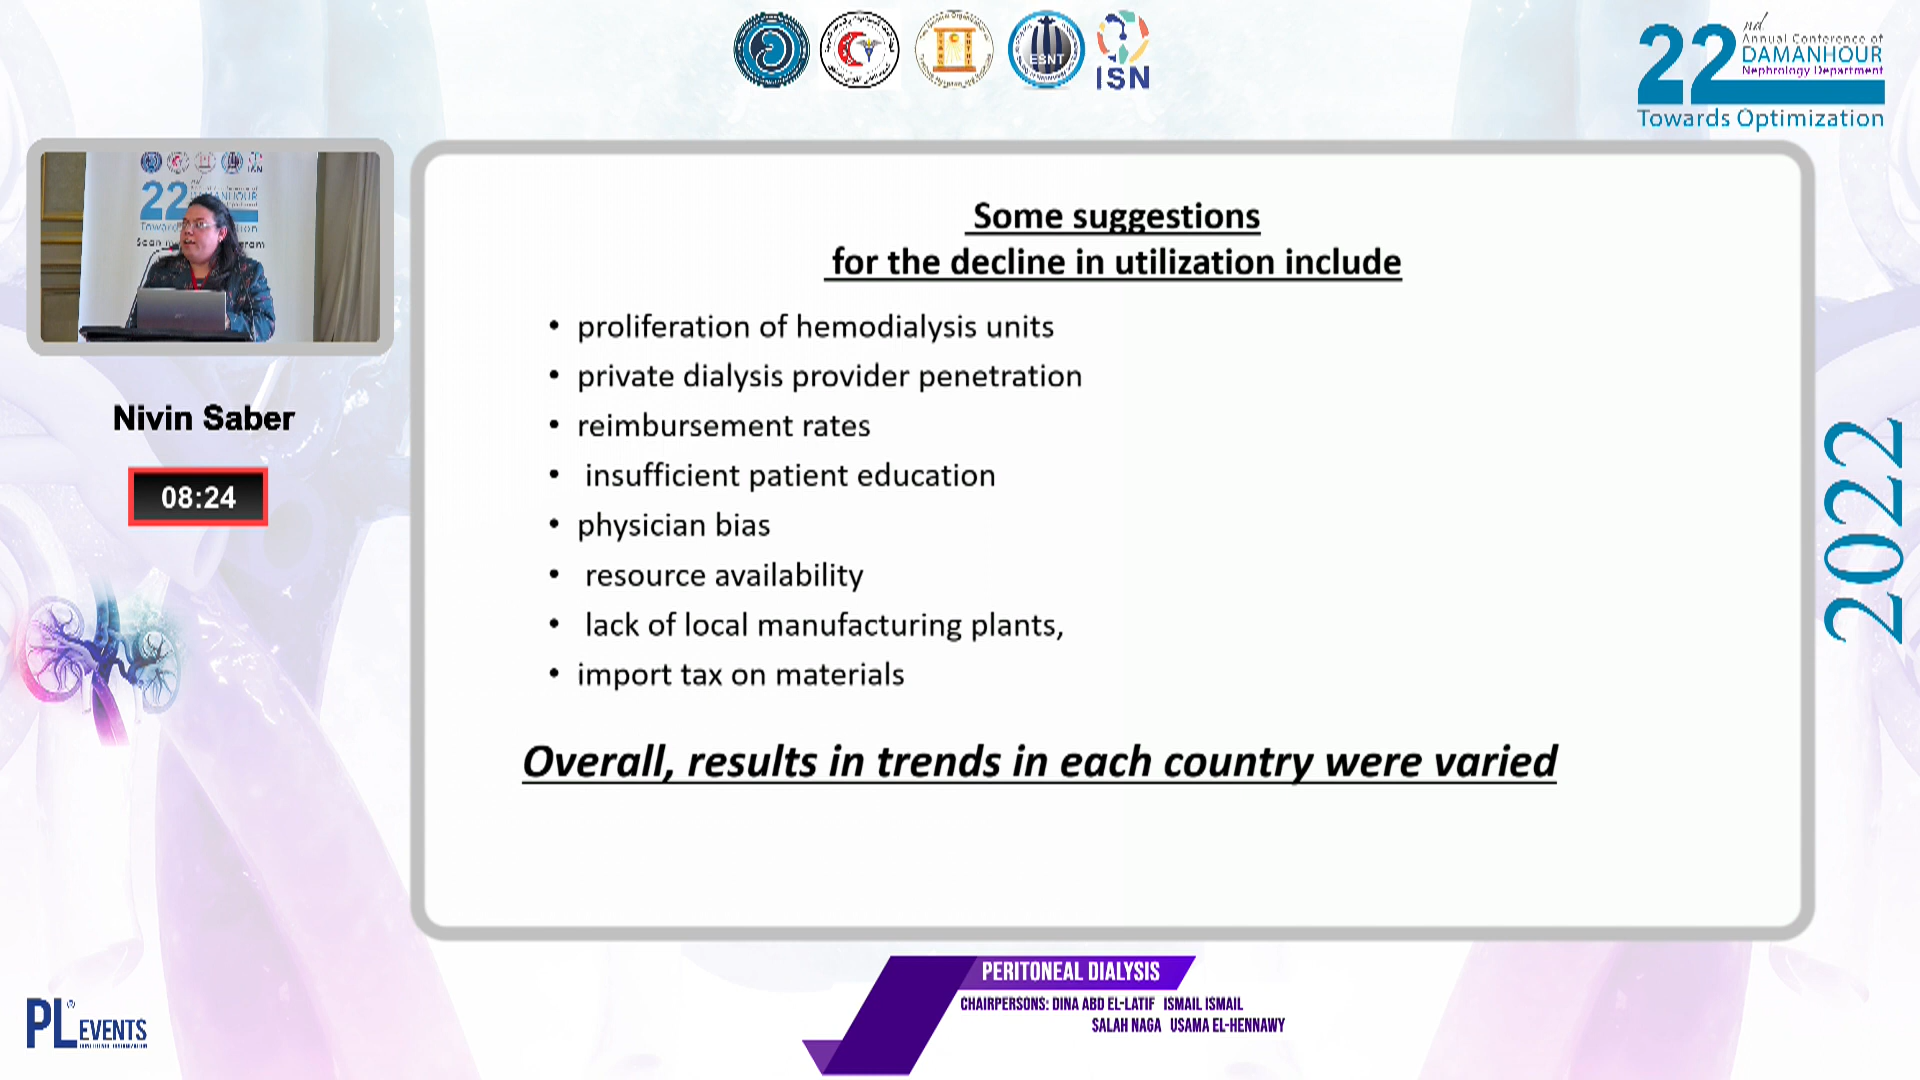 ESNT
ISN
22nd
Annual Conference of
DAMANHOUR
Nephrology Department
Towards Optimization
22
Nivin Saber
08:24
Some suggestions
for the decline in utilization include
• proliferation of hemodialysis units
• private dialysis provider penetration
• reimbursement rates
• insufficient patient education
• physician bias
• resource availability
• lack of local manufacturing plants,
• import tax on materials
Overall, results in trends in each country were varied
2022
PERITONEAL DIALYSIS
CHAIRPERSONS: DINA ABD EL-LATIF ISMAIL ISMAIL
SALAH NAGA USAMA EL-HENNAWY
PL® EVENTS